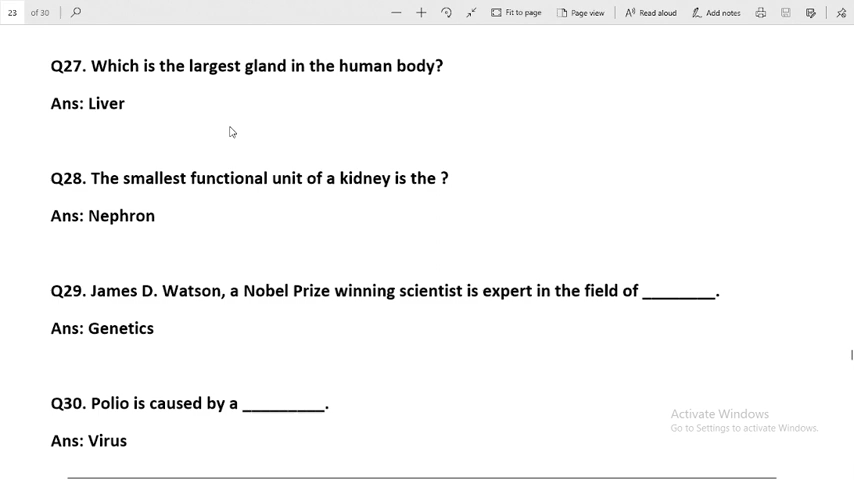 23 of 30 Fit to page Page view Read aloud Add notes
Q27. Which is the largest gland in the human body?
Ans: Liver
Q28. The smallest functional unit of a kidney is the ?
Ans: Nephron
Q29. James D. Watson, a Nobel Prize winning scientist is expert in the field of ________.
Ans: Genetics
Q30. Polio is caused by a _________.
Ans: Virus
Activate Windows
Go to Settings to activate Windows.